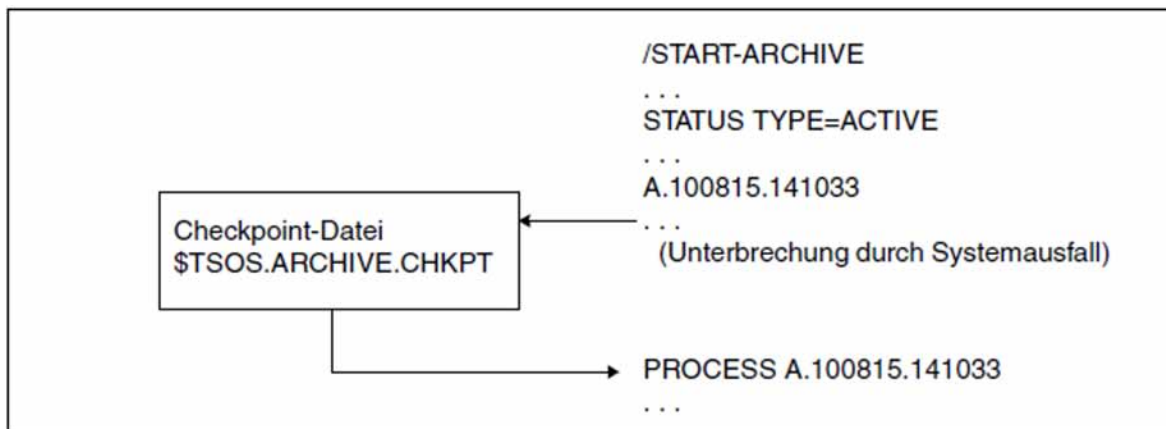 /START-ARCHIVE
. . .
STATUS TYPE=ACTIVE
. . .
A.100815.141033
. . .
(Unterbrechung durch Systemausfall)
Checkpoint-Datei
$TSOS.ARCHIVE.CHKPT
PROCESS A.100815.141033
. . .